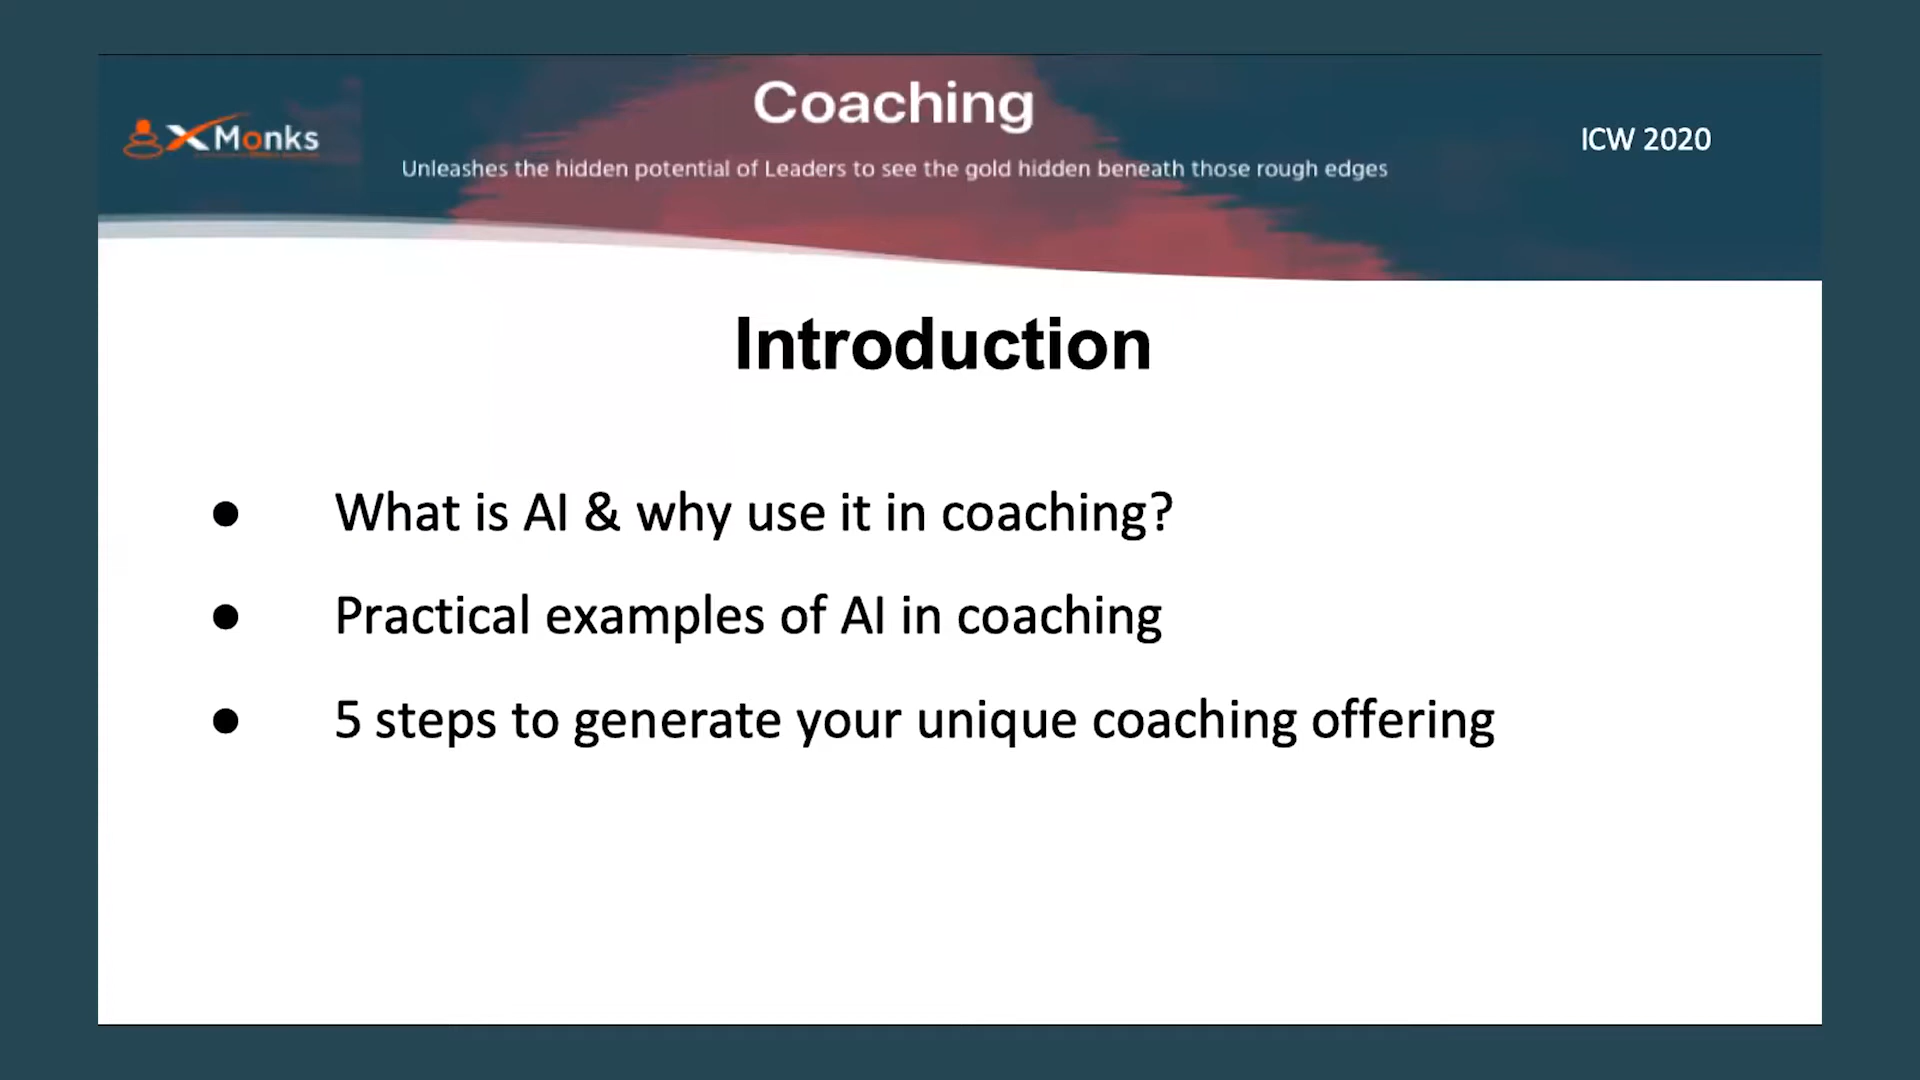 Coaching
XMonks
ICW 2020
Unleashes the hidden potential of Leaders to see the gold hidden beneath those rough edges
Introduction
● What is AI & why use it in coaching?
● Practical examples of AI in coaching
● 5 steps to generate your unique coaching offering